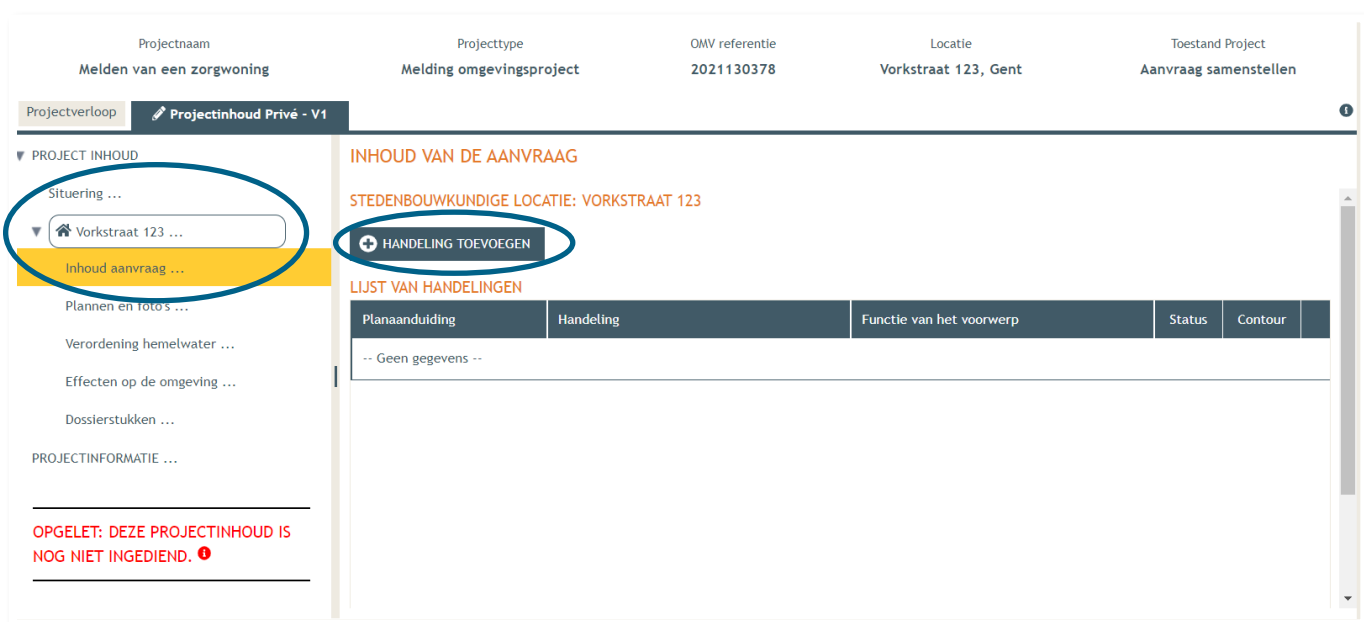 Projectnaam
Projecttype
OMV referentie
Locatie
Toestand Project
Melden van een zorgwoning
Melding omgevingsproject
2021130378
Vorkstraat 123, Gent
Aanvraag samenstellen
Projectverloop
Projectinhoud Privé - V1
PROJECT INHOUD
Situering ...
Vorkstraat 123 ...
Inhoud aanvraag ...
Plannen en foto's ...
Verordening hemelwater ...
Effecten op de omgeving ...
Dossierstukken ...
PROJECTINFORMATIE ...
OPGELET: DEZE PROJECTINHOUD IS
NOG NIET INGEDIEND.
INHOUD VAN DE AANVRAAG
STEDENBOUWKUNDIGE LOCATIE: VORKSTRAAT 123
HANDELING TOEVOEGEN
LIJST VAN HANDELINGEN
Planaanduiding
Handeling
Functie van het voorwerp
Status
Contour
-- Geen gegevens --